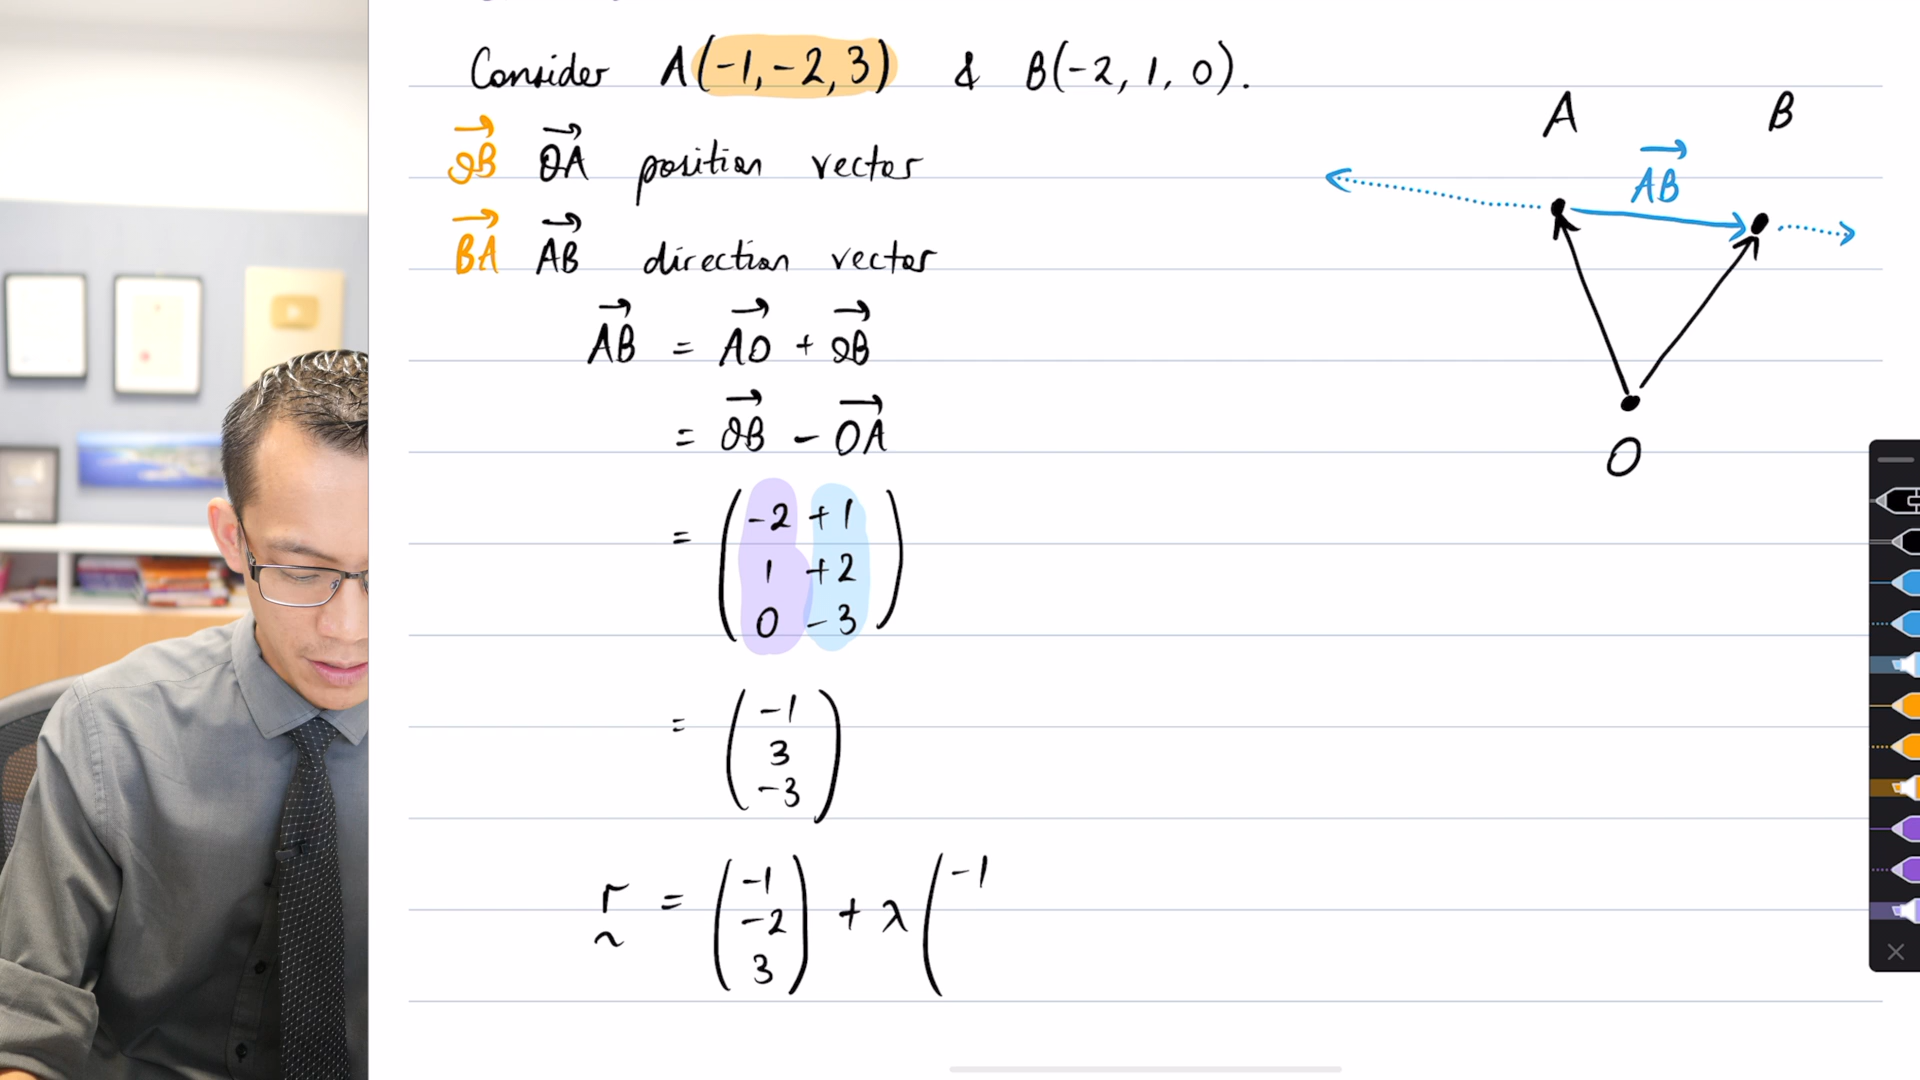 Consider A(-1,-2,3) & B(-2, 1, 0).
A B
→OB →OA position vector
→AB
→BA →AB direction vector
→AB = →AO + →OB
= →OB - →OA
O
= ( -2 +1
1 +2
0 -3 )
= ( -1
3
-3 )
r = ( -1
-2
3 ) + λ ( -1
~